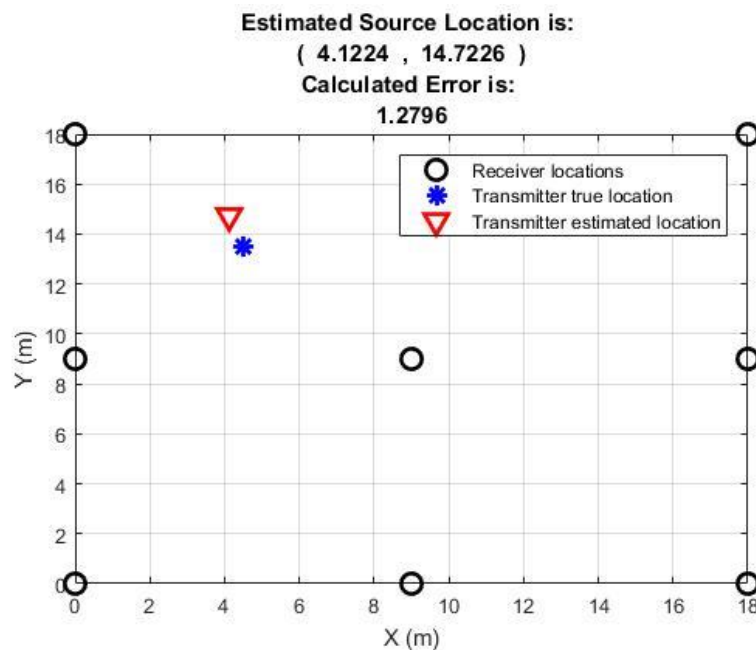 Estimated Source Location is:
( 4.1224 , 14.7226 )
Calculated Error is:
1.2796
Receiver locations
Transmitter true location
Transmitter estimated location
18
16
14
12
10
8
6
4
2
0
Y (m)
0 2 4 6 8 10 12 14 16 18
X (m)